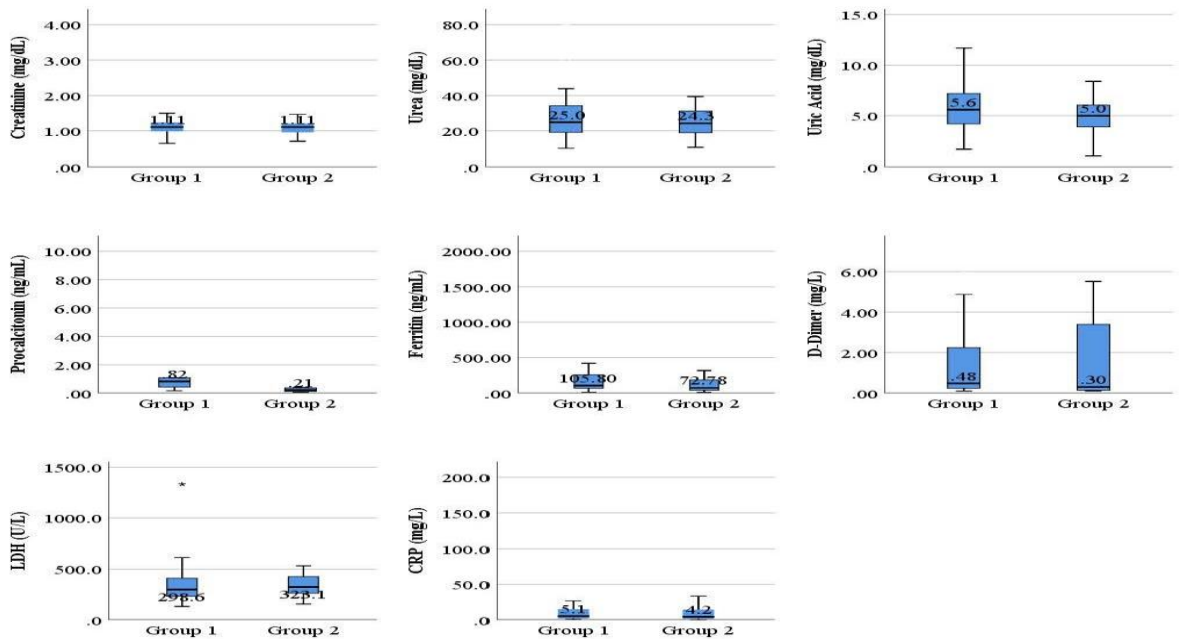 Creatinine (mg/dL)
4.00
3.00
2.00
1.00
.00
1.11
1.11
Group 1
Group 2
Urea (mg/dL)
80.0
60.0
40.0
20.0
.0
25.0
24.3
Group 1
Group 2
Uric Acid (mg/dL)
15.0
10.0
5.0
.0
5.6
5.0
Group 1
Group 2
Procalcitonin (ng/mL)
10.00
8.00
6.00
4.00
2.00
.00
.82
.21
Group 1
Group 2
Ferritin (ng/mL)
2000.00
1500.00
1000.00
500.00
.00
105.80
72.78
Group 1
Group 2
D-Dimer (mg/L)
6.00
4.00
2.00
.00
.48
.30
Group 1
Group 2
LDH (U/L)
1500.0
1000.0
500.0
.0
*
298.6
323.1
Group 1
Group 2
CRP (mg/L)
200.0
150.0
100.0
50.0
.0
5.1
4.2
Group 1
Group 2